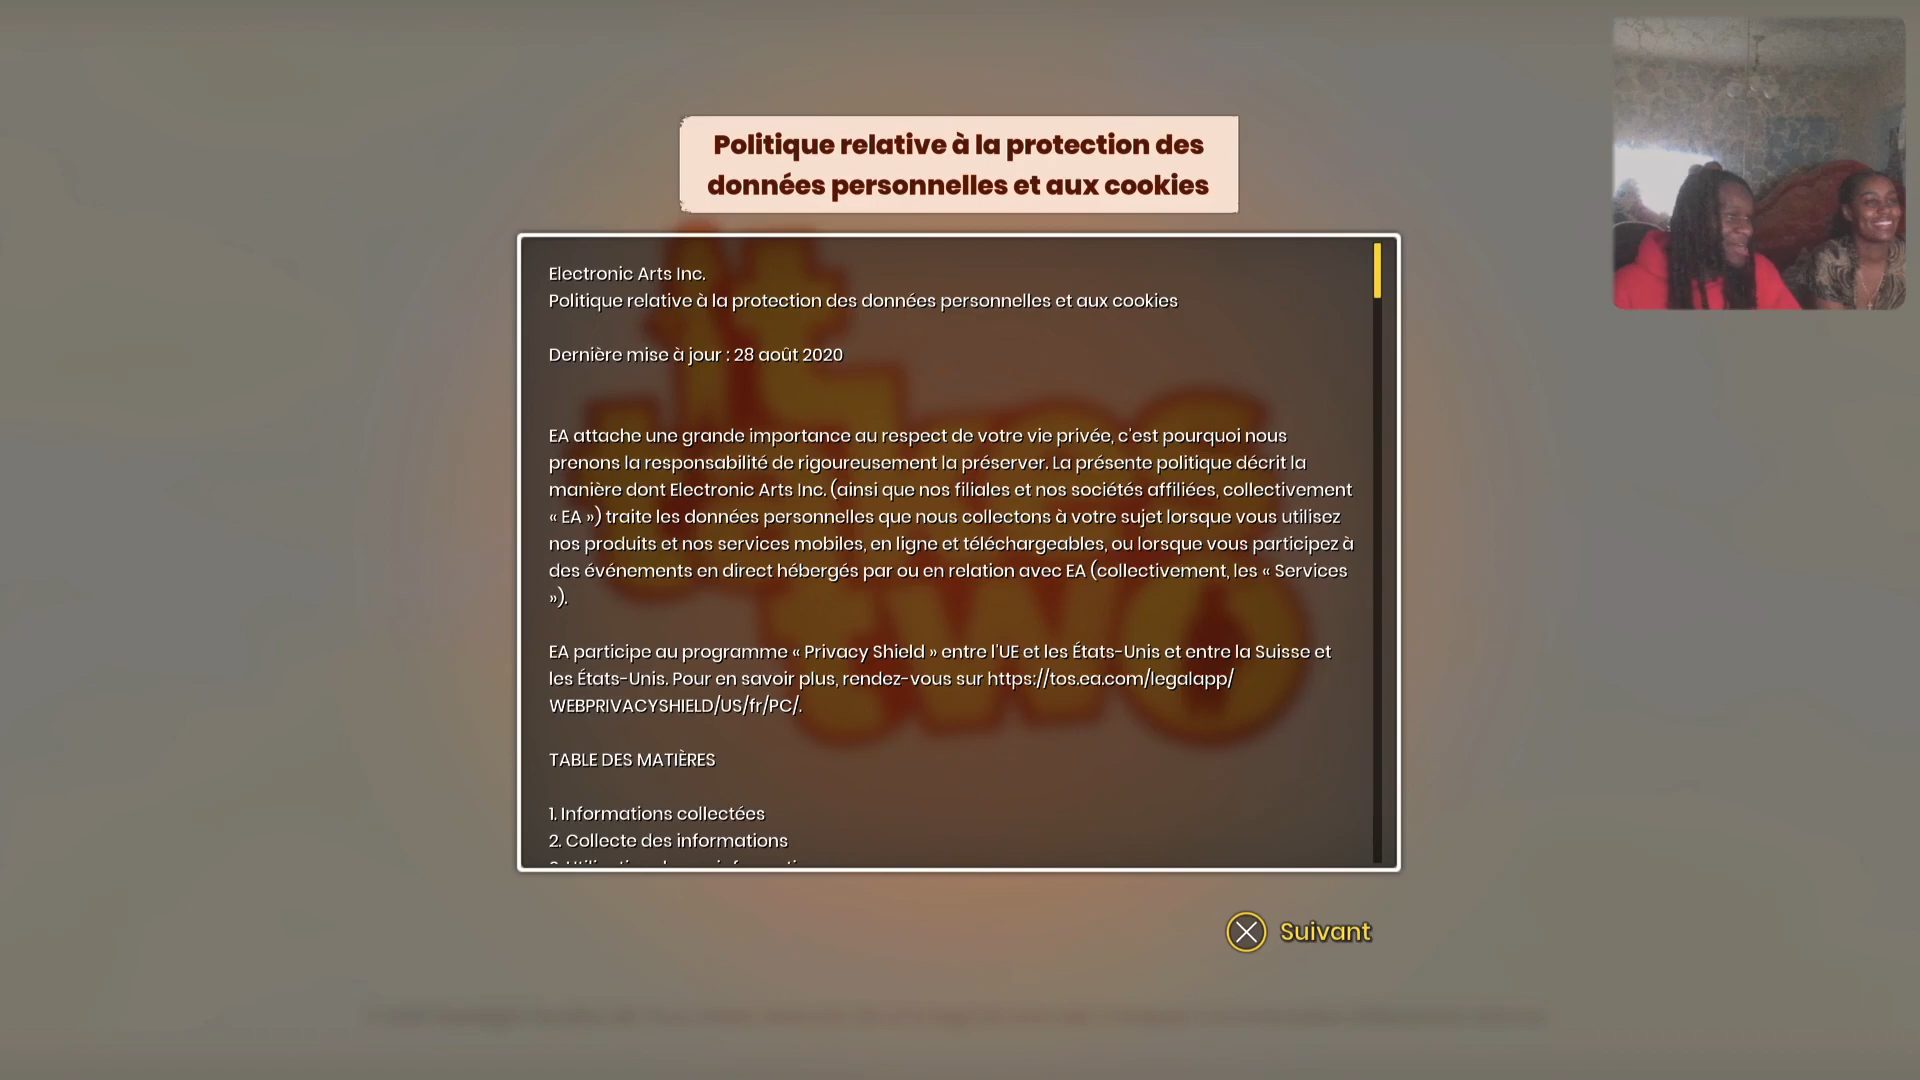 Politique relative à la protection des
données personnelles et aux cookies
Electronic Arts Inc.
Politique relative à la protection des données personnelles et aux cookies
Dernière mise à jour : 28 août 2020
EA attache une grande importance au respect de votre vie privée, c'est pourquoi nous
prenons la responsabilité de rigoureusement la préserver. La présente politique décrit la
manière dont Electronic Arts Inc. (ainsi que nos filiales et nos sociétés affiliées, collectivement
« EA ») traite les données personnelles que nous collectons à votre sujet lorsque vous utilisez
nos produits et nos services mobiles, en ligne et téléchargeables, ou lorsque vous participez à
des événements en direct hébergés par ou en relation avec EA (collectivement, les « Services
»).
EA participe au programme « Privacy Shield » entre l'UE et les États-Unis et entre la Suisse et
les États-Unis. Pour en savoir plus, rendez-vous sur https://tos.ea.com/legalapp/
WEBPRIVACYSHIELD/US/fr/PC/.
TABLE DES MATIÈRES
1. Informations collectées
2. Collecte des informations
Suivant